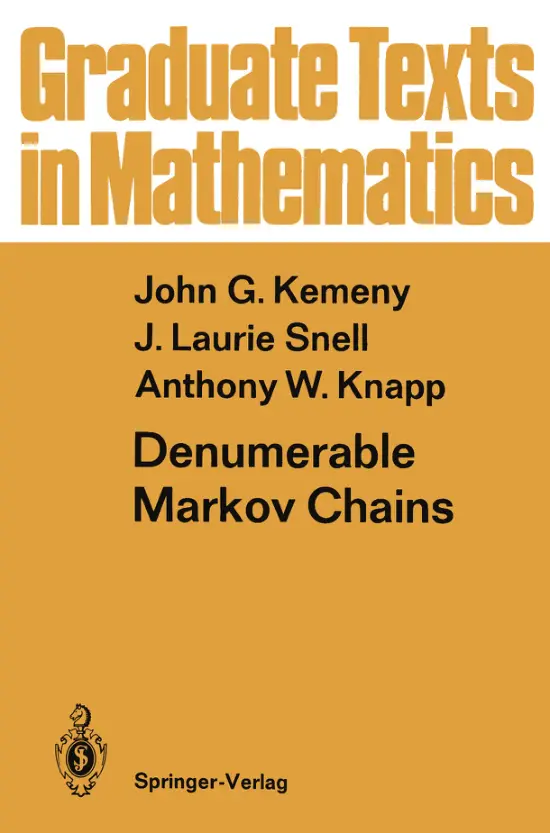 Graduate Texts
in Mathematics
John G. Kemeny
J. Laurie Snell
Anthony W. Knapp
Denumerable
Markov Chains
Springer-Verlag